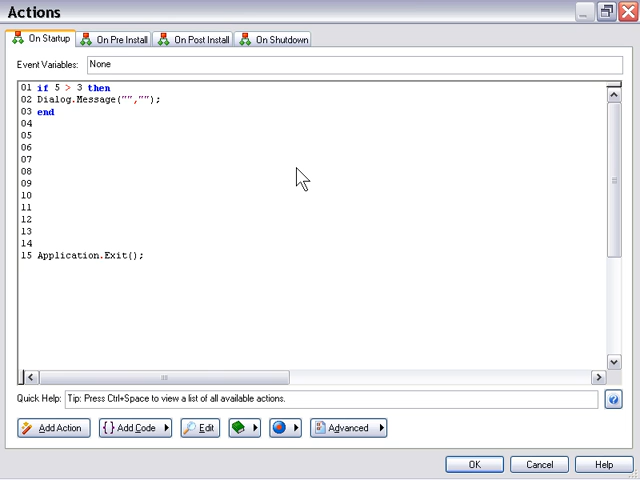 Actions
On Startup On Pre Install On Post Install On Shutdown
Event Variables: None
01 if 5 > 3 then
02 Dialog.Message("","");
03 end
04
05
06
07
08
09
10
11
12
13
14
15 Application.Exit();
Quick Help: Tip: Press Ctrl+Space to view a list of all available actions.
Add Action {} Add Code Edit Advanced
OK Cancel Help